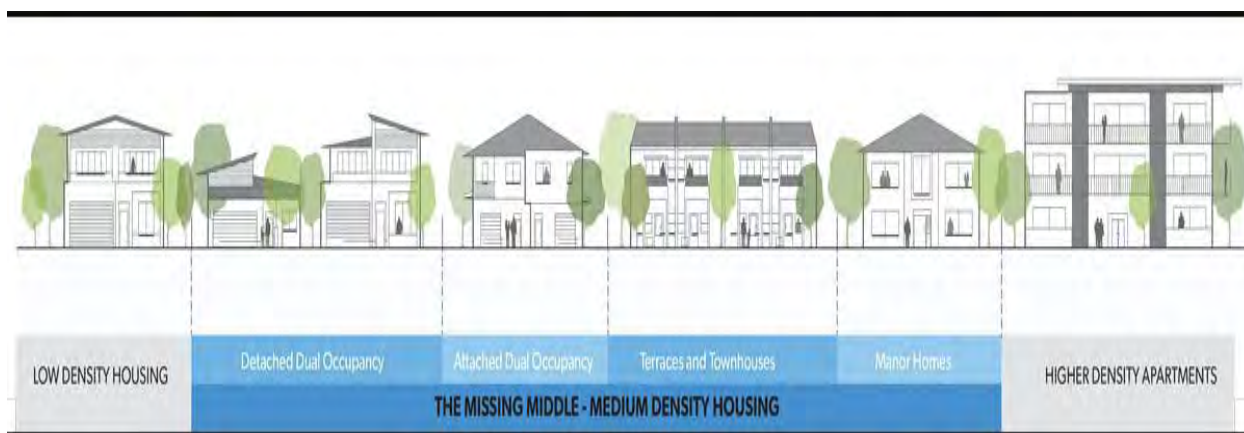 LOW DENSITY HOUSING
Detached Dual Occupancy
Attached Dual Occupancy
Terraces and Townhouses
Manor Homes
THE MISSING MIDDLE - MEDIUM DENSITY HOUSING
HIGHER DENSITY APARTMENTS